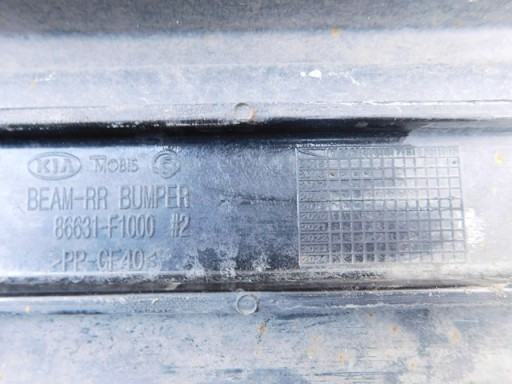 KIA MOBIS S
BEAM-RR BUMPER
86631-F1000 #2
>PP-GF40<